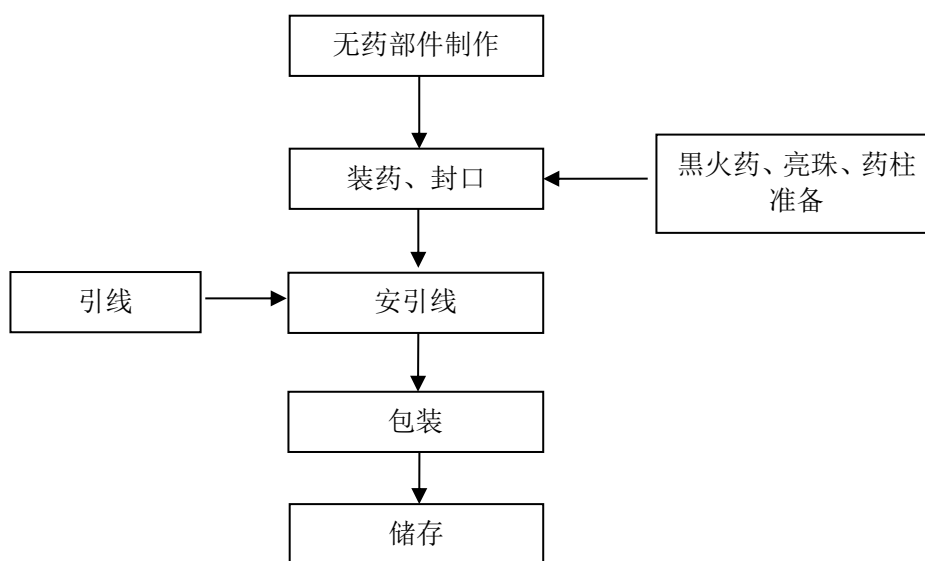 无药部件制作
装药、封口
黑火药、亮珠、药柱
准备
引线
安引线
包装
储存